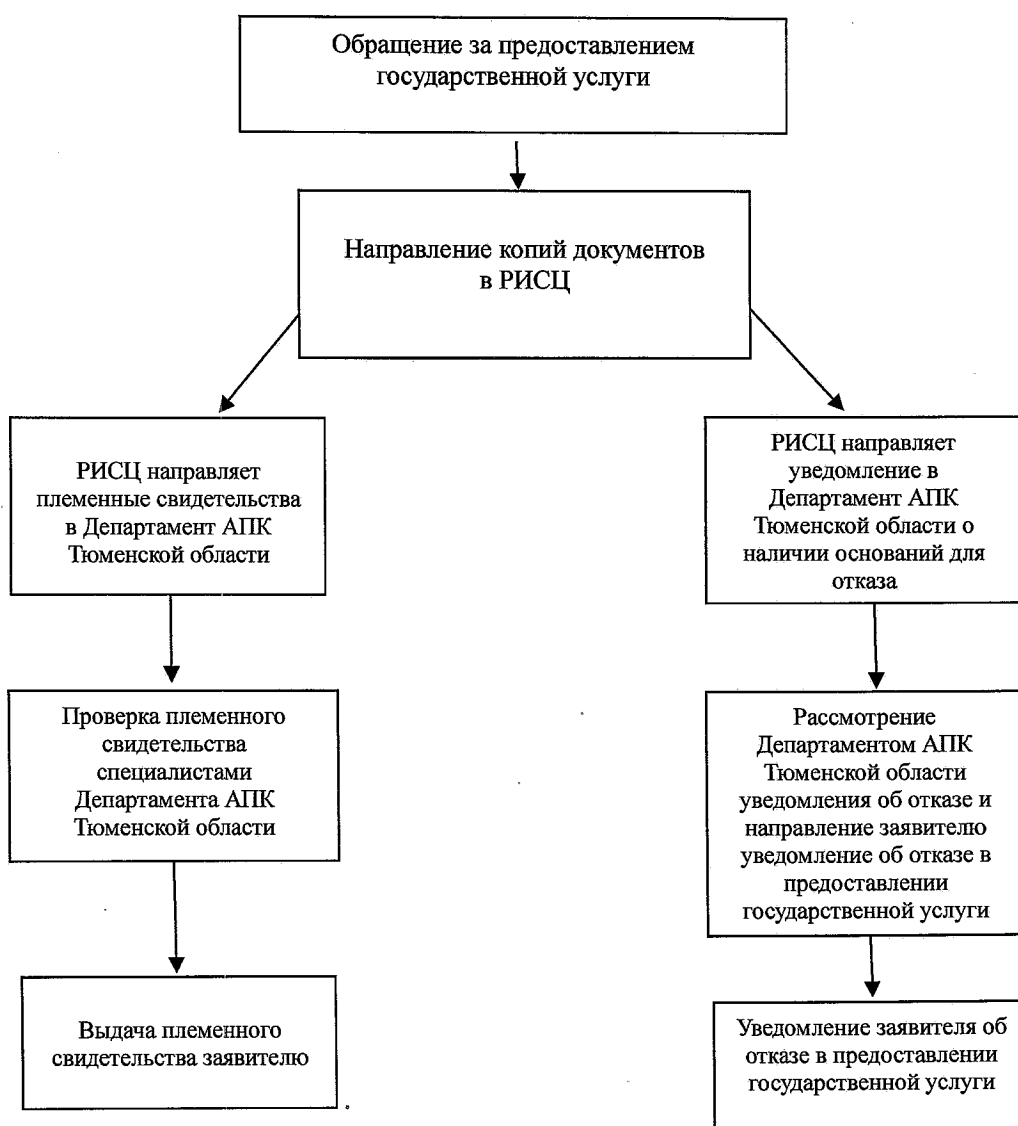 Обращение за предоставлением
государственной услуги
Направление копий документов
в РИСЦ
РИСЦ направляет
племенные свидетельства
в Департамент АПК
Тюменской области
РИСЦ направляет
уведомление в
Департамент АПК
Тюменской области о
наличии оснований для
отказа
Проверка племенного
свидетельства
специалистами
Департамента АПК
Тюменской области
Рассмотрение
Департаментом АПК
Тюменской области
уведомления об отказе и
направление заявителю
уведомление об отказе в
предоставлении
государственной услуги
Выдача племенного
свидетельства заявителю
Уведомление заявителя об
отказе в предоставлении
государственной услуги